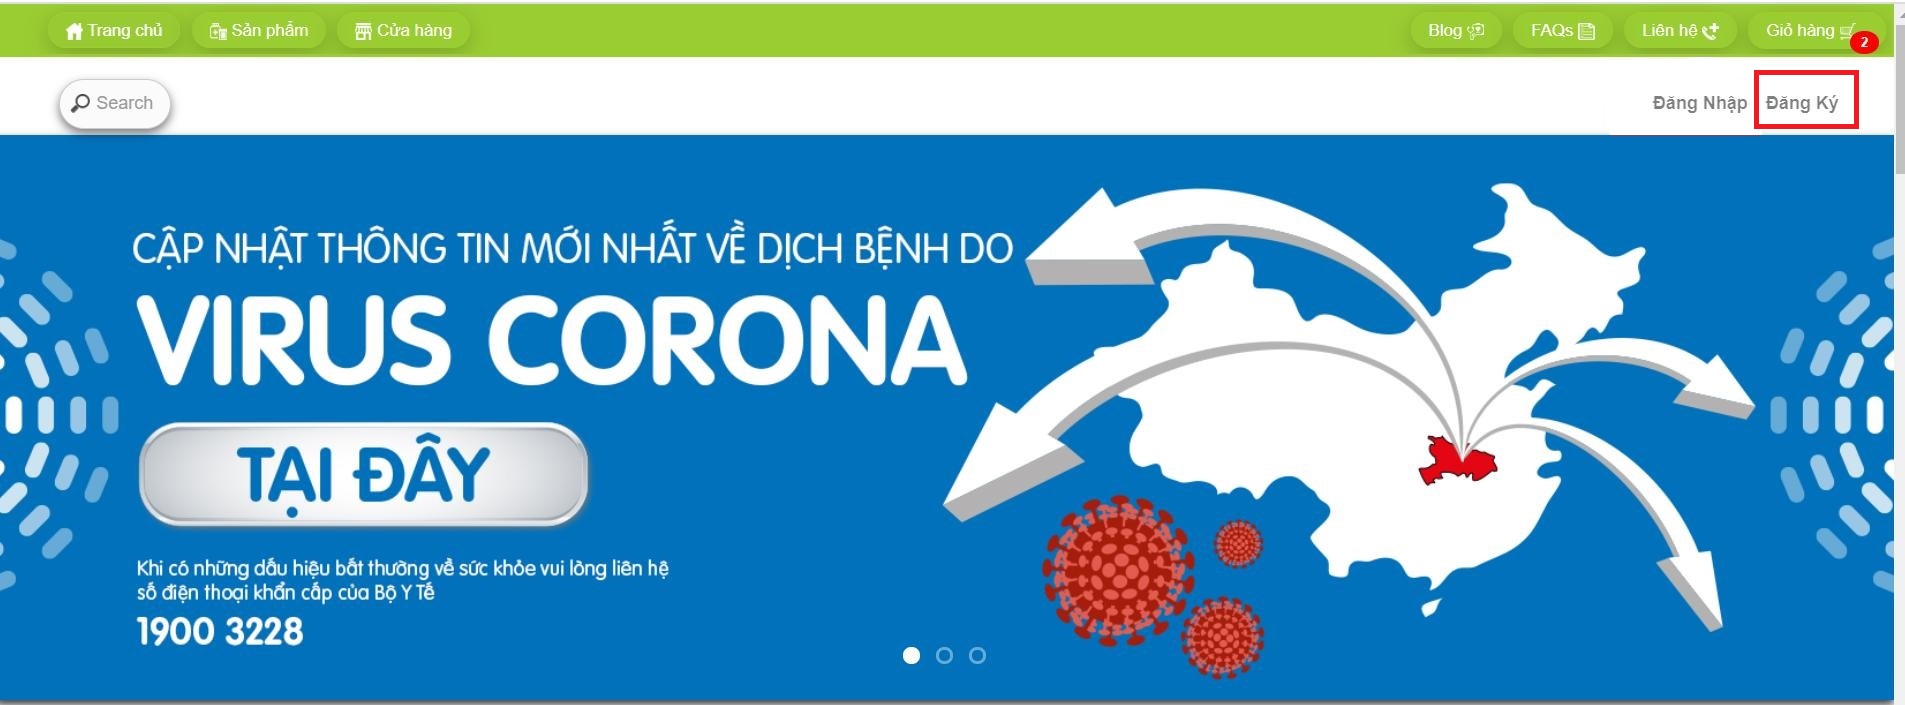 Trang chủ
Sản phẩm
Cửa hàng
Blog
FAQs
Liên hệ
Giỏ hàng
2
Search
Đăng Nhập
Đăng Ký
CẬP NHẬT THÔNG TIN MỚI NHẤT VỀ DỊCH BỆNH DO
VIRUS CORONA
TẠI ĐÂY
Khi có những dấu hiệu bất thường về sức khỏe vui lòng liên hệ
số điện thoại khẩn cấp của Bộ Y Tế
1900 3228